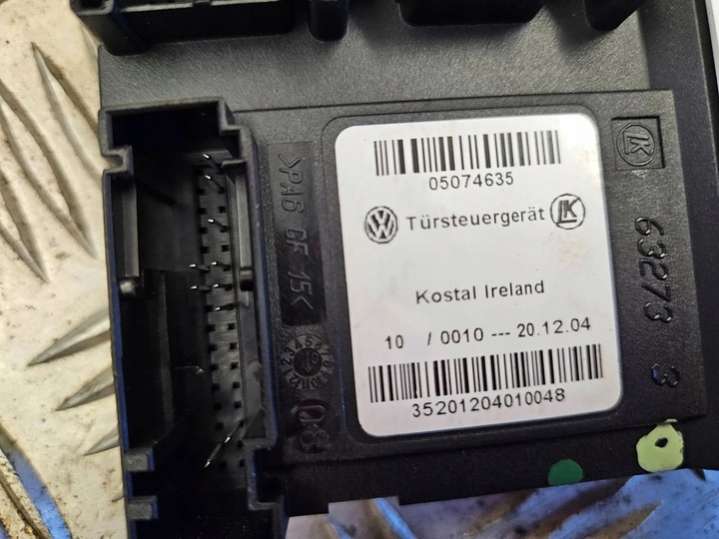 05074635
Türsteuergerät
Kostal Ireland
10 / 0010 --- 20.12.04
35201204010048
>PA6 GF 15<
63273 3